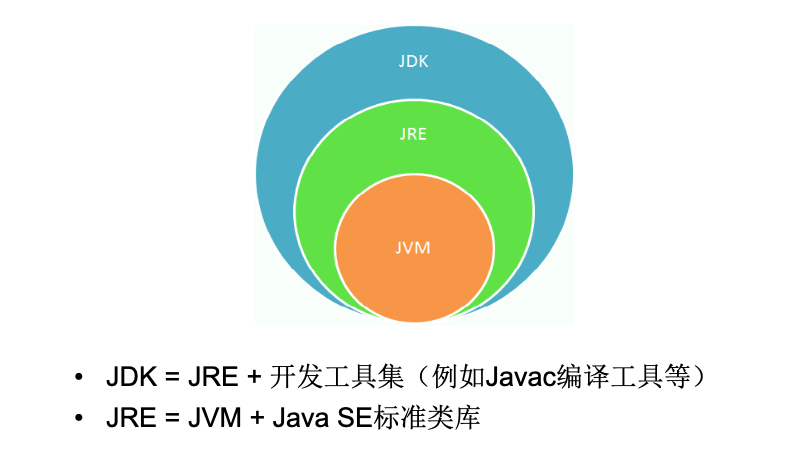 JDK
JRE
JVM
• JDK = JRE + 开发工具集（例如Javac编译工具等）
• JRE = JVM + Java SE标准类库